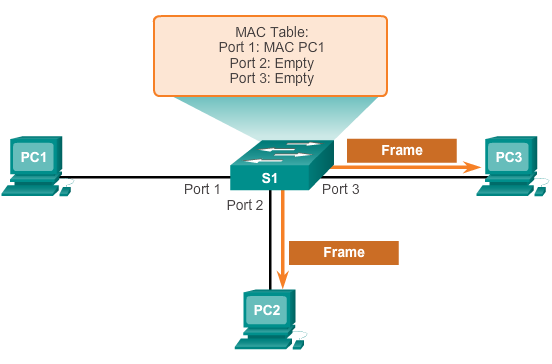 MAC Table:
Port 1: MAC PC1
Port 2: Empty
Port 3: Empty
PC1
Frame
PC3
S1
Port 1
Port 3
Port 2
Frame
PC2